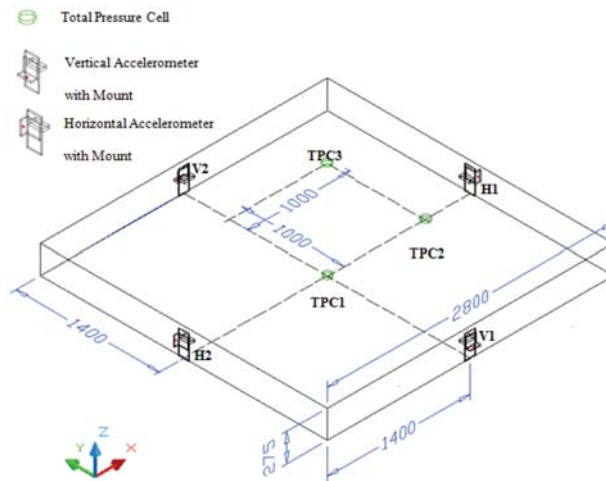 Total Pressure Cell
Vertical Accelerometer
with Mount
Horizontal Accelerometer
with Mount
V2
TPC3
H1
1000
1000
TPC2
TPC1
2800
1400
H2
V1
275
1400
Y
Z
X